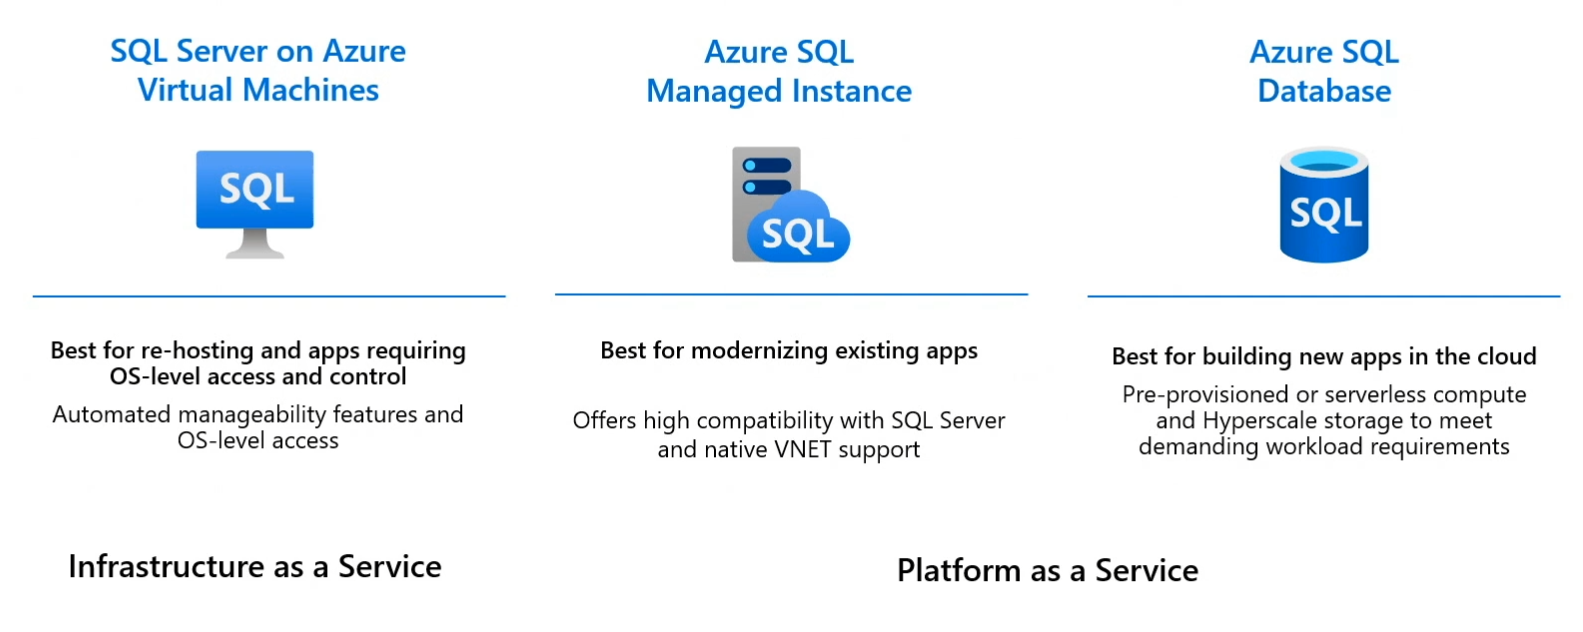 SQL Server on Azure
Virtual Machines
SQL
Best for re-hosting and apps requiring
OS-level access and control
Automated manageability features and
OS-level access
Infrastructure as a Service
Azure SQL
Managed Instance
SQL
Best for modernizing existing apps
Offers high compatibility with SQL Server
and native VNET support
Azure SQL
Database
SQL
Best for building new apps in the cloud
Pre-provisioned or serverless compute
and Hyperscale storage to meet
demanding workload requirements
Platform as a Service